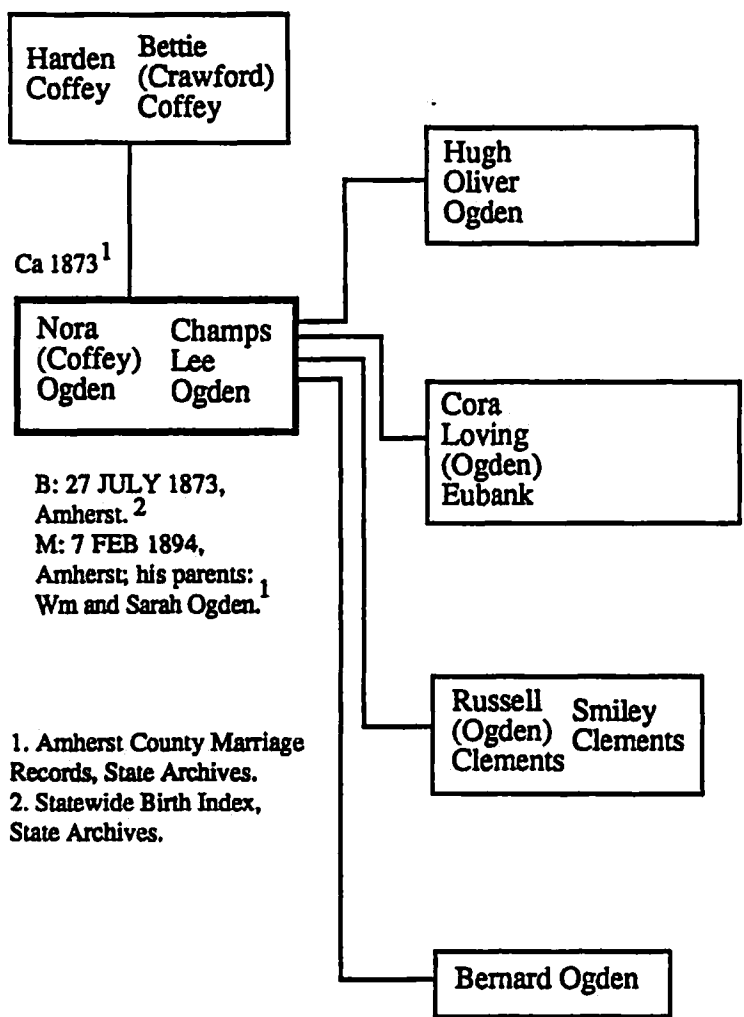 Harden
Coffey
Bettie
(Crawford)
Coffey
Hugh
Oliver
Ogden
Ca 1873 1
Nora
(Coffey)
Ogden
Champs
Lee
Ogden
Cora
Loving
(Ogden)
Eubank
B: 27 JULY 1873,
Amherst. 2
M: 7 FEB 1894,
Amherst; his parents:
Wm and Sarah Ogden. 1
Russell
(Ogden)
Clements
Smiley
Clements
1. Amherst County Marriage
Records, State Archives.
2. Statewide Birth Index,
State Archives.
Bernard Ogden